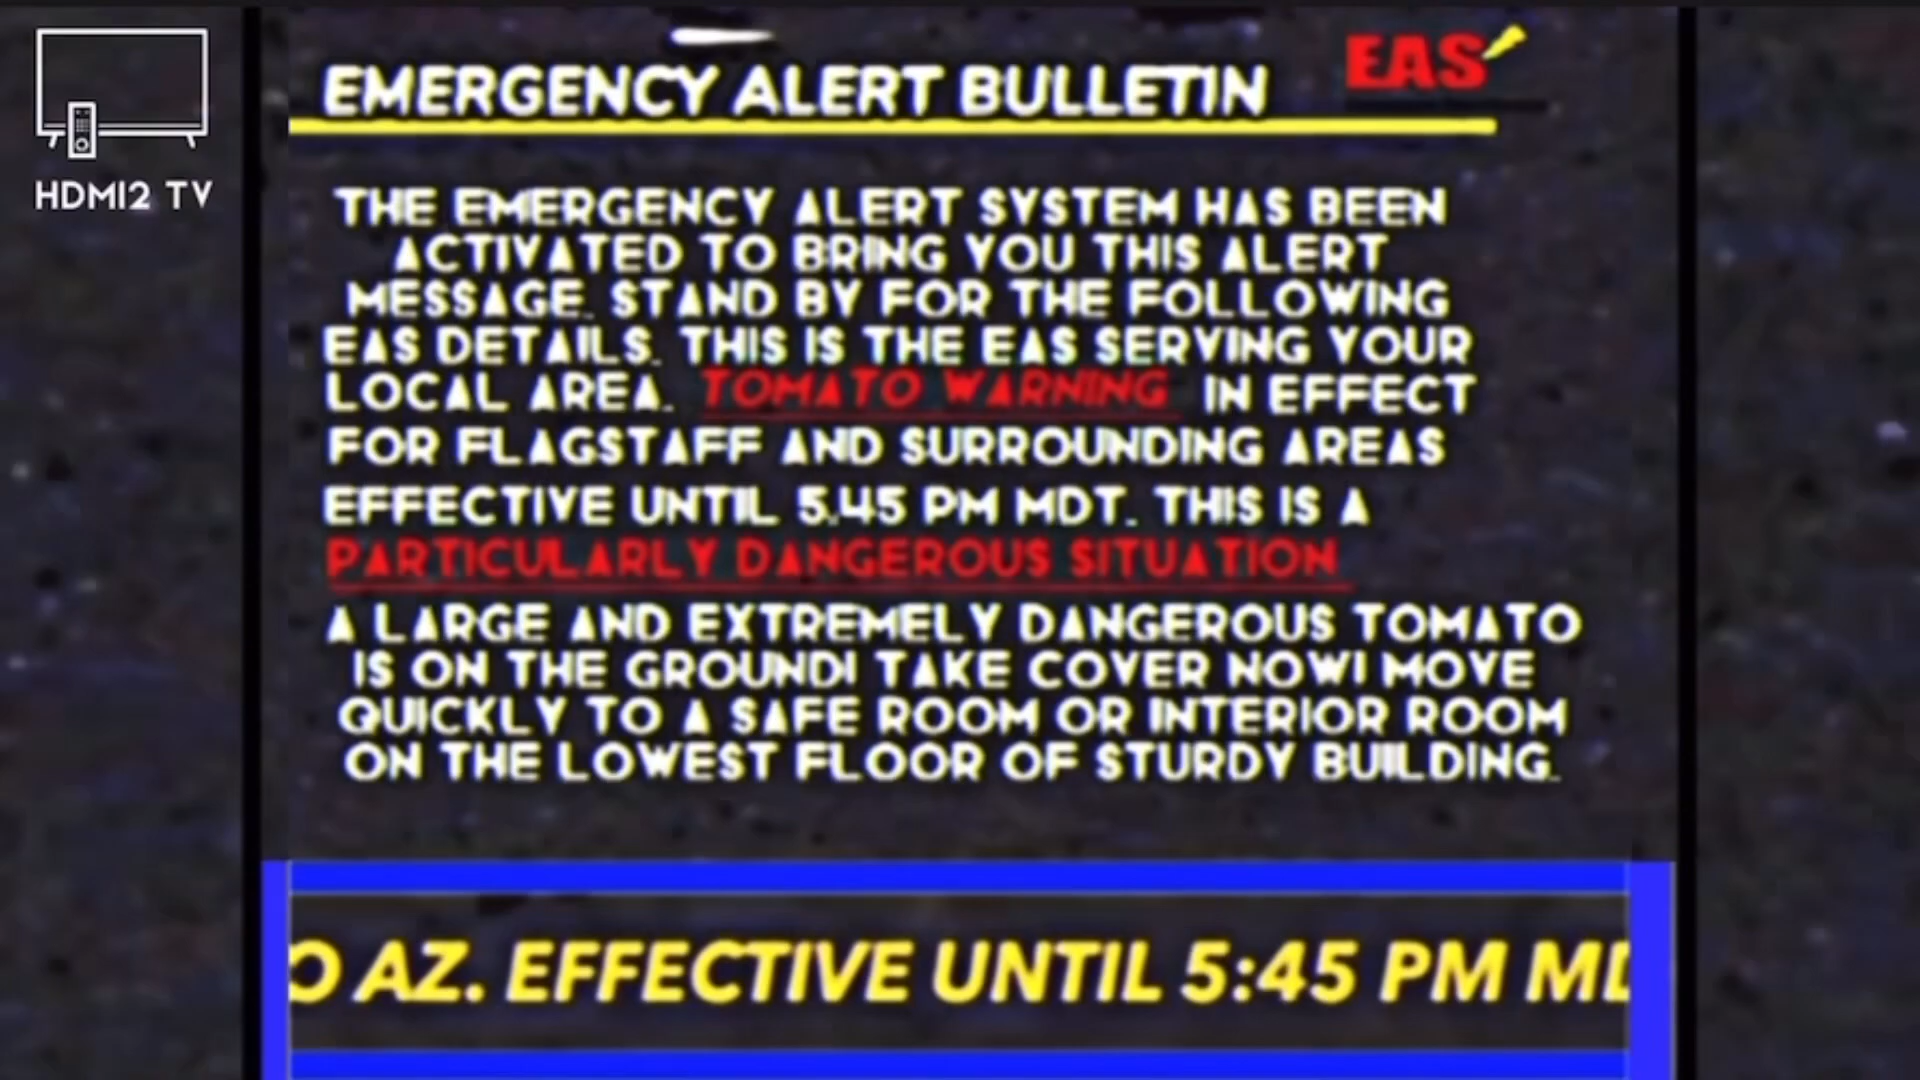 HDMI2 TV
EMERGENCY ALERT BULLETIN
EAS
THE EMERGENCY ALERT SYSTEM HAS BEEN
ACTIVATED TO BRING YOU THIS ALERT
MESSAGE. STAND BY FOR THE FOLLOWING
EAS DETAILS. THIS IS THE EAS SERVING YOUR
LOCAL AREA. TOMATO WARNING IN EFFECT
FOR FLAGSTAFF AND SURROUNDING AREAS
EFFECTIVE UNTIL 5.45 PM MDT. THIS IS A
PARTICULARLY DANGEROUS SITUATION
A LARGE AND EXTREMELY DANGEROUS TOMATO
IS ON THE GROUND! TAKE COVER NOW! MOVE
QUICKLY TO A SAFE ROOM OR INTERIOR ROOM
ON THE LOWEST FLOOR OF STURDY BUILDING.
O AZ. EFFECTIVE UNTIL 5:45 PM MD